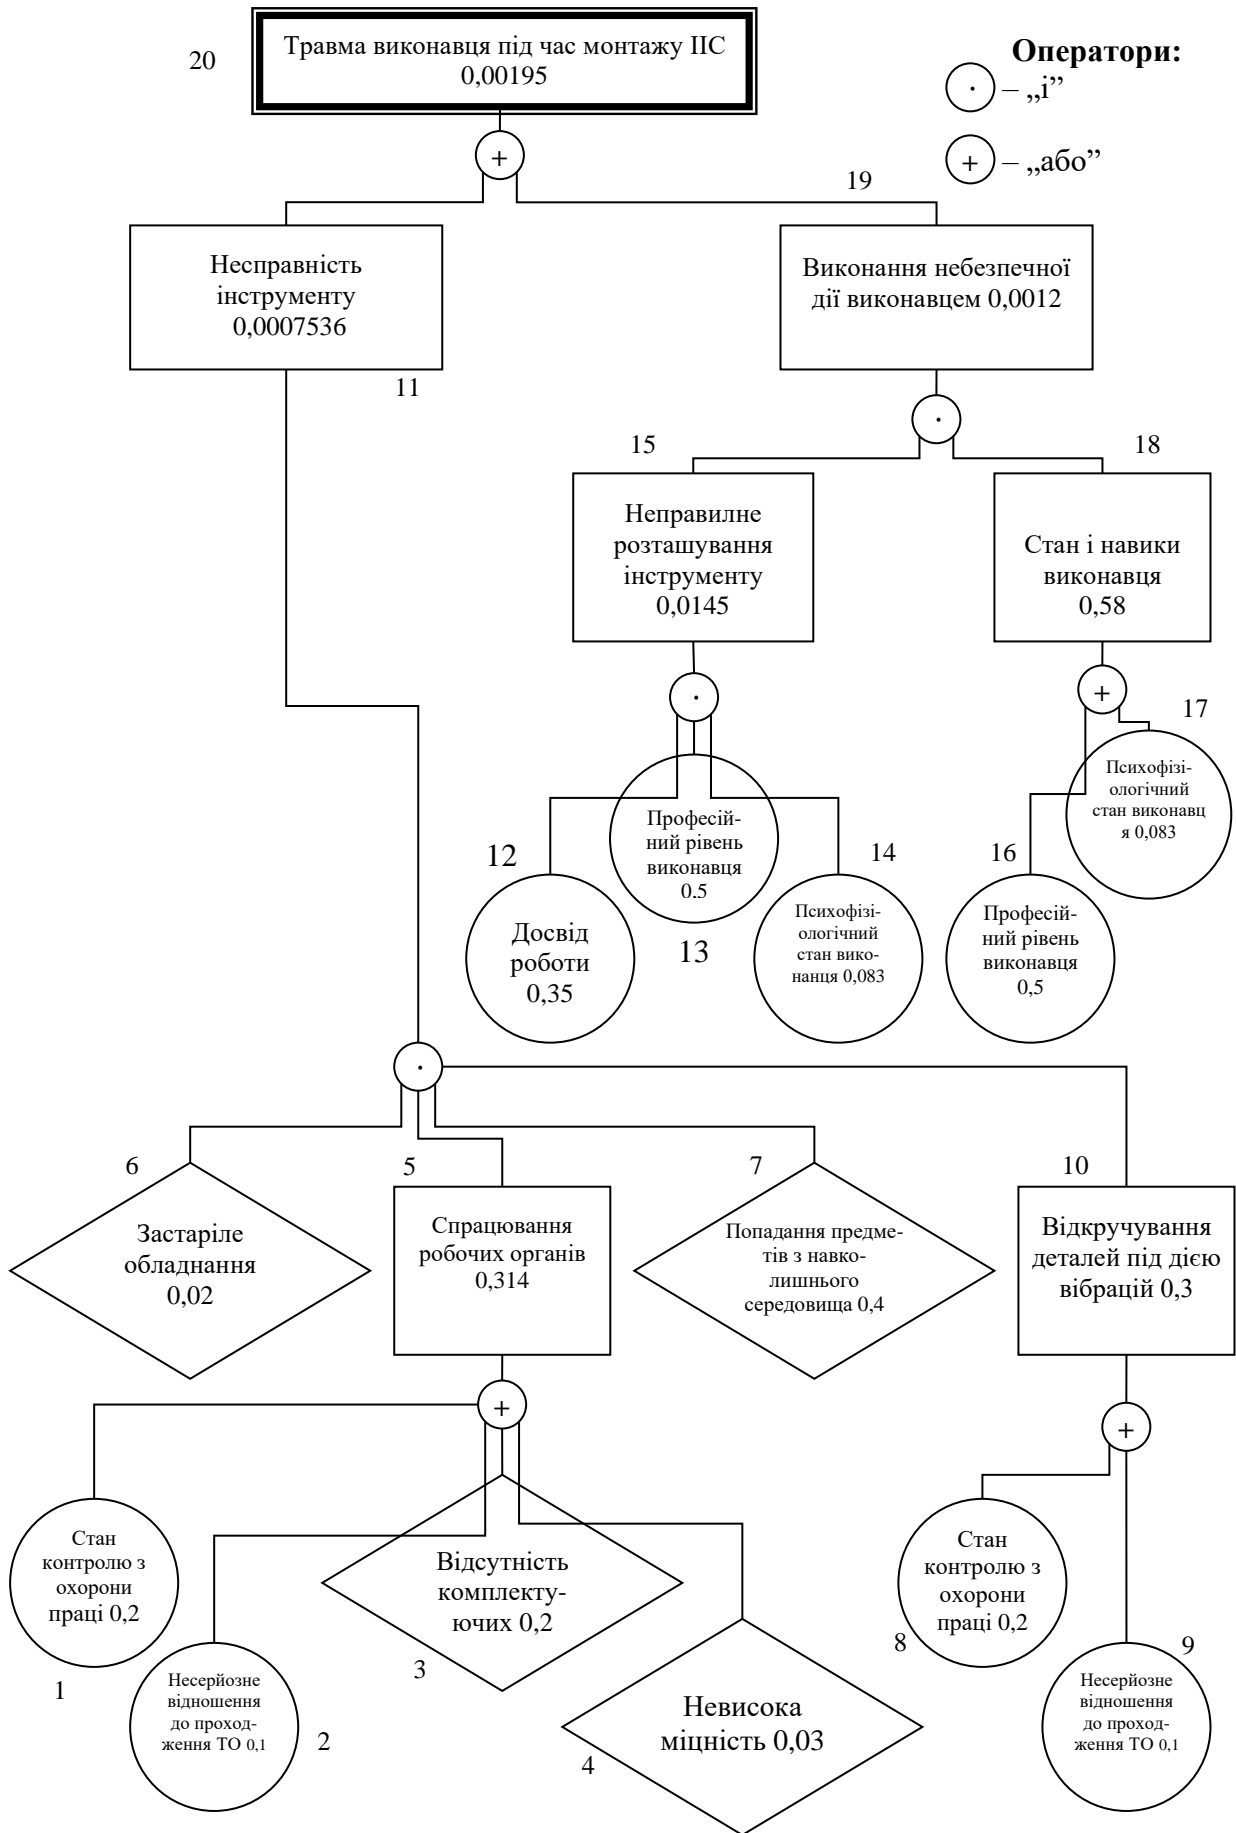 20
Травма виконавця під час монтажу ІІС
0,00195
Оператори:
· – „і”
+ – „або”
+
19
Несправність
інструменту
0,0007536
11
Виконання небезпечної
дії виконавцем 0,0012
·
15
18
Неправилне
розташування
інструменту
0,0145
Стан і навики
виконавця
0,58
·
+
17
Психофізі-
ологічний
стан виконавц
я 0,083
12
Досвід
роботи
0,35
Професій-
ний рівень
виконавця
0.5
13
14
Психофізі-
ологічний
стан вико-
нанця 0,083
16
Професій-
ний рівень
виконавця
0,5
·
6
Застаріле
обладнання
0,02
5
Спрацювання
робочих органів
0,314
7
Попадання предме-
тів з навко-
лишнього
середовища 0,4
10
Відкручування
деталей під дією
вібрацій 0,3
+
+
Стан
контролю з
охорони
праці 0,2
1
Несерйозне
відношення
до проход-
ження ТО 0,1
2
Відсутність
комплекту-
ючих 0,2
3
Невисока
міцність 0,03
4
Стан
контролю з
охорони
праці 0,2
8
9
Несерйозне
відношення
до проход-
ження ТО 0,1